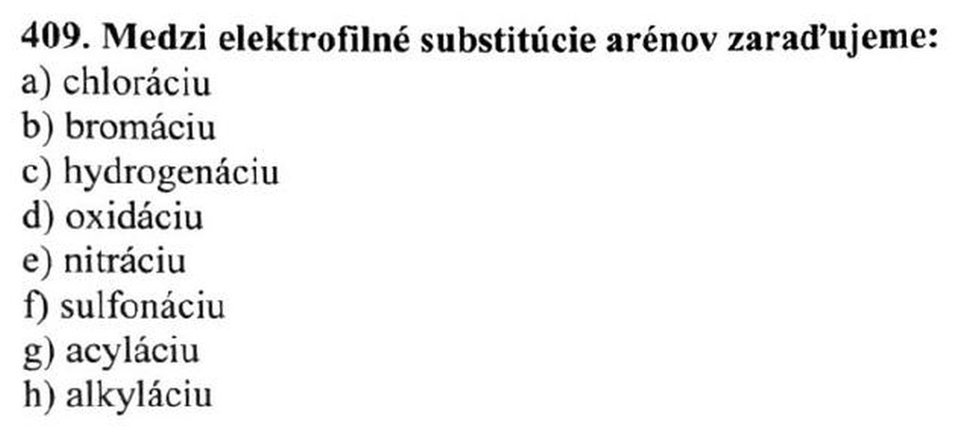 409. Medzi elektrofilné substitúcie arénov zaraďujeme:
a) chloráciu
b) bromáciu
c) hydrogenáciu
d) oxidáciu
e) nitráciu
f) sulfonáciu
g) acyláciu
h) alkyláciu